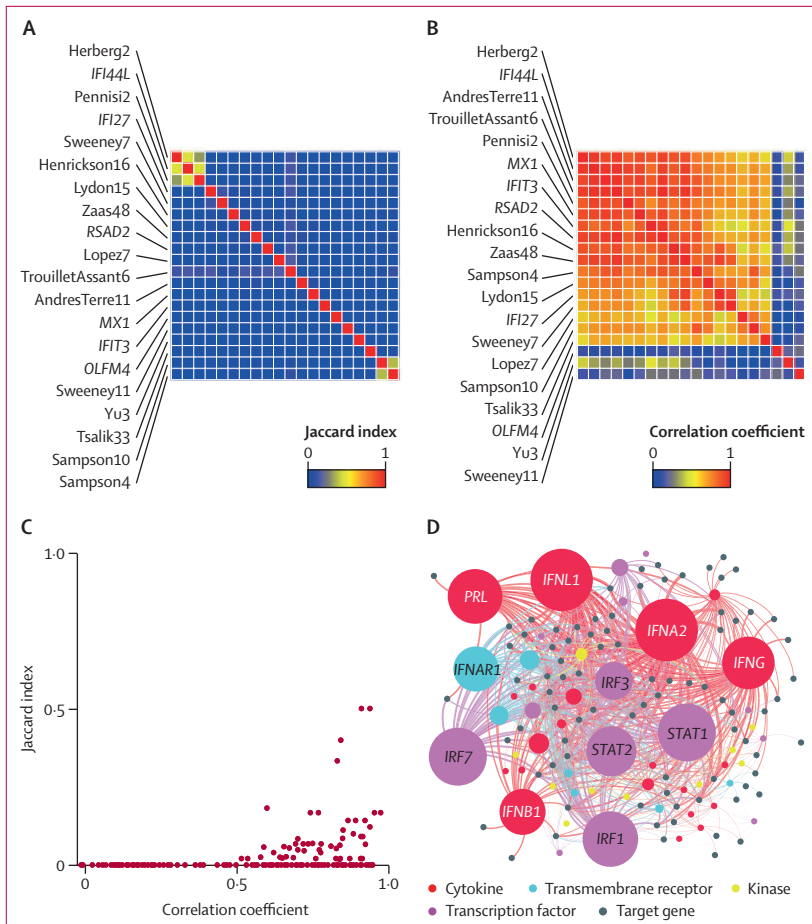 A
Herberg2
IFI44L
Pennisi2
IFI27
Sweeney7
Henrickson16
Lydon15
Zaas48
RSAD2
Lopez7
TrouilletAssant6
AndresTerre11
MX1
IFIT3
OLFM4
Sweeney11
Yu3
Tsalik33
Sampson10
Sampson4
Jaccard index
0 1
B
Herberg2
IFI44L
AndresTerre11
TrouilletAssant6
Pennisi2
MX1
IFIT3
RSAD2
Henrickson16
Zaas48
Sampson4
Lydon15
IFI27
Sweeney7
Lopez7
Sampson10
Tsalik33
OLFM4
Yu3
Sweeney11
Correlation coefficient
0 1
C
1·0
0·5
0
Jaccard index
0 0·5 1·0
Correlation coefficient
D
IFNL1
PRL
IFNA2
IFNAR1
IFNG
IRF3
STAT1
STAT2
IRF7
IFNB1
IRF1
Cytokine Transmembrane receptor Kinase
Transcription factor Target gene